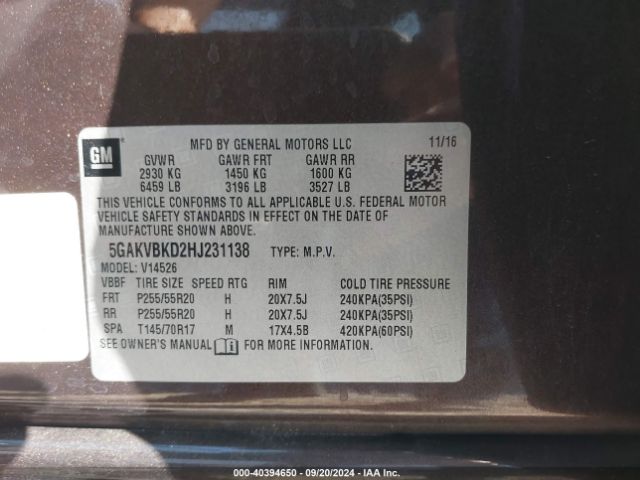 GM
MFD BY GENERAL MOTORS LLC 11/16
GVWR GAWR FRT GAWR RR
2930 KG 1450 KG 1600 KG
6459 LB 3196 LB 3527 LB
THIS VEHICLE CONFORMS TO ALL APPLICABLE U.S. FEDERAL MOTOR
VEHICLE SAFETY STANDARDS IN EFFECT ON THE DATE OF
MANUFACTURE SHOWN ABOVE.
5GAKVBKD2HJ231138 TYPE: M.P.V.
MODEL: V14526
VBBF TIRE SIZE SPEED RTG RIM COLD TIRE PRESSURE
FRT P255/55R20 H 20X7.5J 240KPA(35PSI)
RR P255/55R20 H 20X7.5J 240KPA(35PSI)
SPA T145/70R17 M 17X4.5B 420KPA(60PSI)
SEE OWNER'S MANUAL FOR MORE INFORMATION.
000-40394650 | 09/20/2024 | IAA Inc.